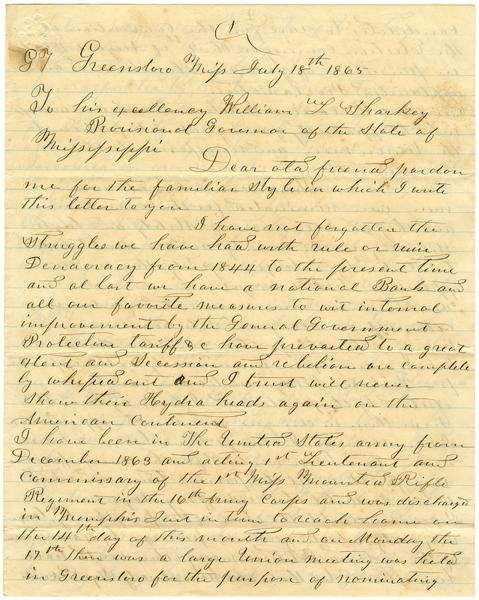 1
Greensboro Miss July 18th 1865
To his excellency William L Sharkey
Provisional Govenor of the State of
Mississippi
Dear old friend pardon
me for the familiar style in which I write
this letter to you
I have not forgotten the
struggles we have had with rule or ruin
Democracy from 1844 to the present time
and at last we have a national Bank and
all our favorite measures to wit internal
improvement by the General Government
Protective tariff &c have prevailed to a great
extent and Secession and rebelion are complete
by whiped out and I trust will never
show their Hydra heads again on the
American Continent
I have been in The United States army from
December 1863 and acting 1st Lieutenant and
Commissary of the 1st Miss Mounted Rifle
Regiment in the 16th Army Corps and was discharged
in Memphis Just in time to reach home on
the 14th day of this month and on Monday the
17th there was a large Union meeting was held
in Greensboro for the purpose of nominating